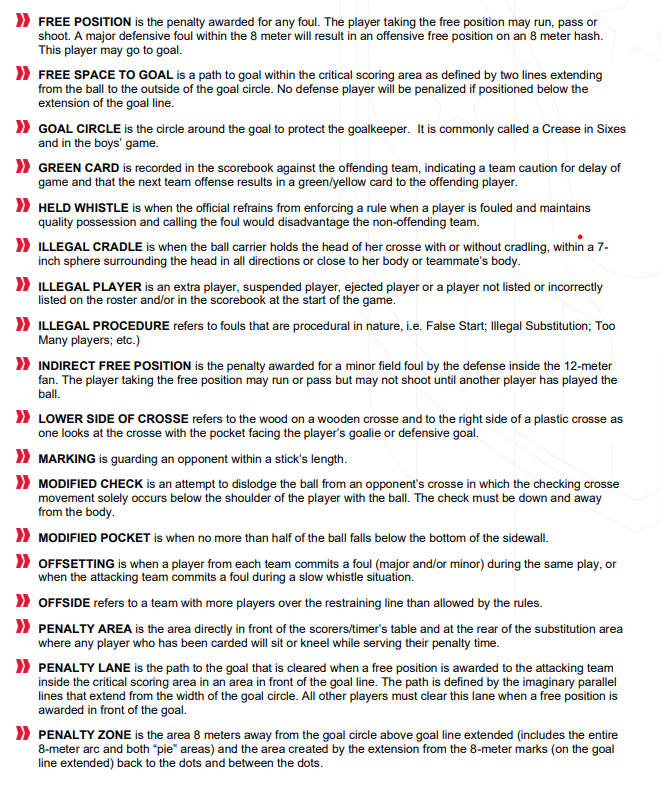 FREE POSITION is the penalty awarded for any foul. The player taking the free position may run, pass or
shoot. A major defensive foul within the 8 meter will result in an offensive free position on an 8 meter hash.
This player may go to goal.
FREE SPACE TO GOAL is a path to goal within the critical scoring area as defined by two lines extending
from the ball to the outside of the goal circle. No defense player will be penalized if positioned below the
extension of the goal line.
GOAL CIRCLE is the circle around the goal to protect the goalkeeper. It is commonly called a Crease in Sixes
and in the boys' game.
GREEN CARD is recorded in the scorebook against the offending team, indicating a team caution for delay of
game and that the next team offense results in a green/yellow card to the offending player.
HELD WHISTLE is when the official refrains from enforcing a rule when a player is fouled and maintains
quality possession and calling the foul would disadvantage the non-offending team.
ILLEGAL CRADLE is when the ball carrier holds the head of her crosse with or without cradling, within a 7-
inch sphere surrounding the head in all directions or close to her body or teammate's body.
ILLEGAL PLAYER is an extra player, suspended player, ejected player or a player not listed or incorrectly
listed on the roster and/or in the scorebook at the start of the game.
ILLEGAL PROCEDURE refers to fouls that are procedural in nature, i.e. False Start; Illegal Substitution; Too
Many players; etc.)
INDIRECT FREE POSITION is the penalty awarded for a minor field foul by the defense inside the 12-meter
fan. The player taking the free position may run or pass but may not shoot until another player has played the
ball.
LOWER SIDE OF CROSSE refers to the wood on a wooden crosse and to the right side of a plastic crosse as
one looks at the crosse with the pocket facing the player's goalie or defensive goal.
MARKING is guarding an opponent within a stick's length.
MODIFIED CHECK is an attempt to dislodge the ball from an opponent's crosse in which the checking crosse
movement solely occurs below the shoulder of the player with the ball. The check must be down and away
from the body.
MODIFIED POCKET is when no more than half of the ball falls below the bottom of the sidewall.
OFFSETTING is when a player from each team commits a foul (major and/or minor) during the same play, or
when the attacking team commits a foul during a slow whistle situation.
OFFSIDE refers to a team with more players over the restraining line than allowed by the rules.
PENALTY AREA is the area directly in front of the scorers/timer's table and at the rear of the substitution area
where any player who has been carded will sit or kneel while serving their penalty time.
PENALTY LANE is the path to the goal that is cleared when a free position is awarded to the attacking team
inside the critical scoring area in an area in front of the goal line. The path is defined by the imaginary parallel
lines that extend from the width of the goal circle. All other players must clear this lane when a free position is
awarded in front of the goal.
PENALTY ZONE is the area 8 meters away from the goal circle above goal line extended (includes the entire
8-meter arc and both "pie" areas) and the area created by the extension from the 8-meter marks (on the goal
line extended) back to the dots and between the dots.